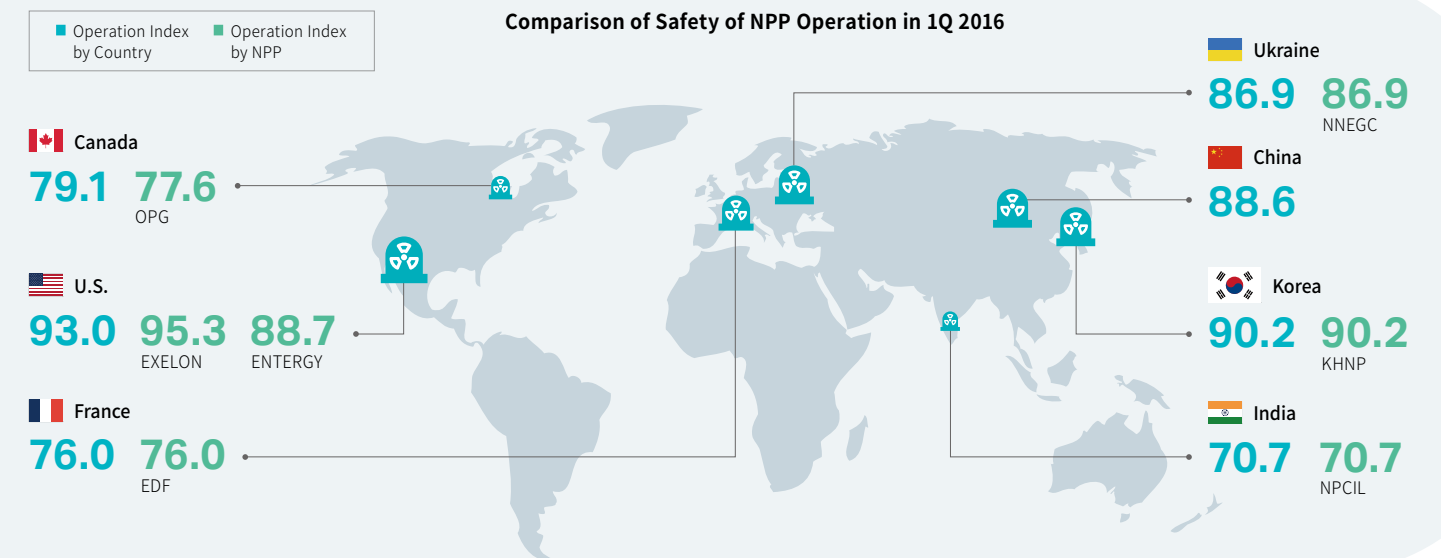 Comparison of Safety of NPP Operation in 1Q 2016
Operation Index
by Country
Operation Index
by NPP
Canada
79.1 77.6
OPG
U.S.
93.0 95.3 88.7
EXELON ENTERGY
France
76.0 76.0
EDF
Ukraine
86.9 86.9
NNEGC
China
88.6
Korea
90.2 90.2
KHNP
India
70.7 70.7
NPCIL